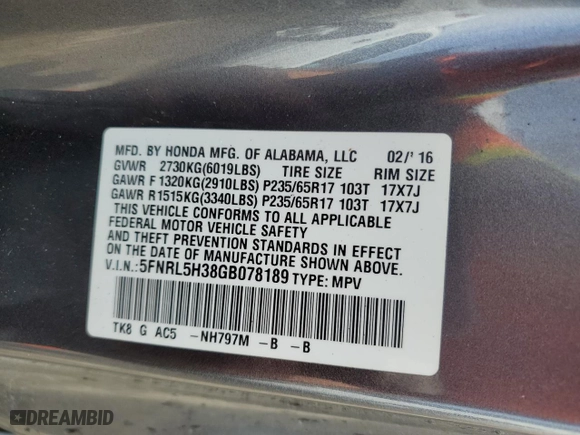 MFD. BY HONDA MFG. OF ALABAMA, LLC 02/'16
GVWR 2730KG(6019LBS) TIRE SIZE RIM SIZE
GAWR F 1320KG(2910LBS) P235/65R17 103T 17X7J
GAWR R1515KG(3340LBS) P235/65R17 103T 17X7J
THIS VEHICLE CONFORMS TO ALL APPLICABLE
FEDERAL MOTOR VEHICLE SAFETY
AND THEFT PREVENTION STANDARDS IN EFFECT
ON THE DATE OF MANUFACTURE SHOWN ABOVE.
V.I.N.:5FNRL5H38GB078189 TYPE: MPV
TK8 G AC5 -NH797M -B -B
DREAMBID